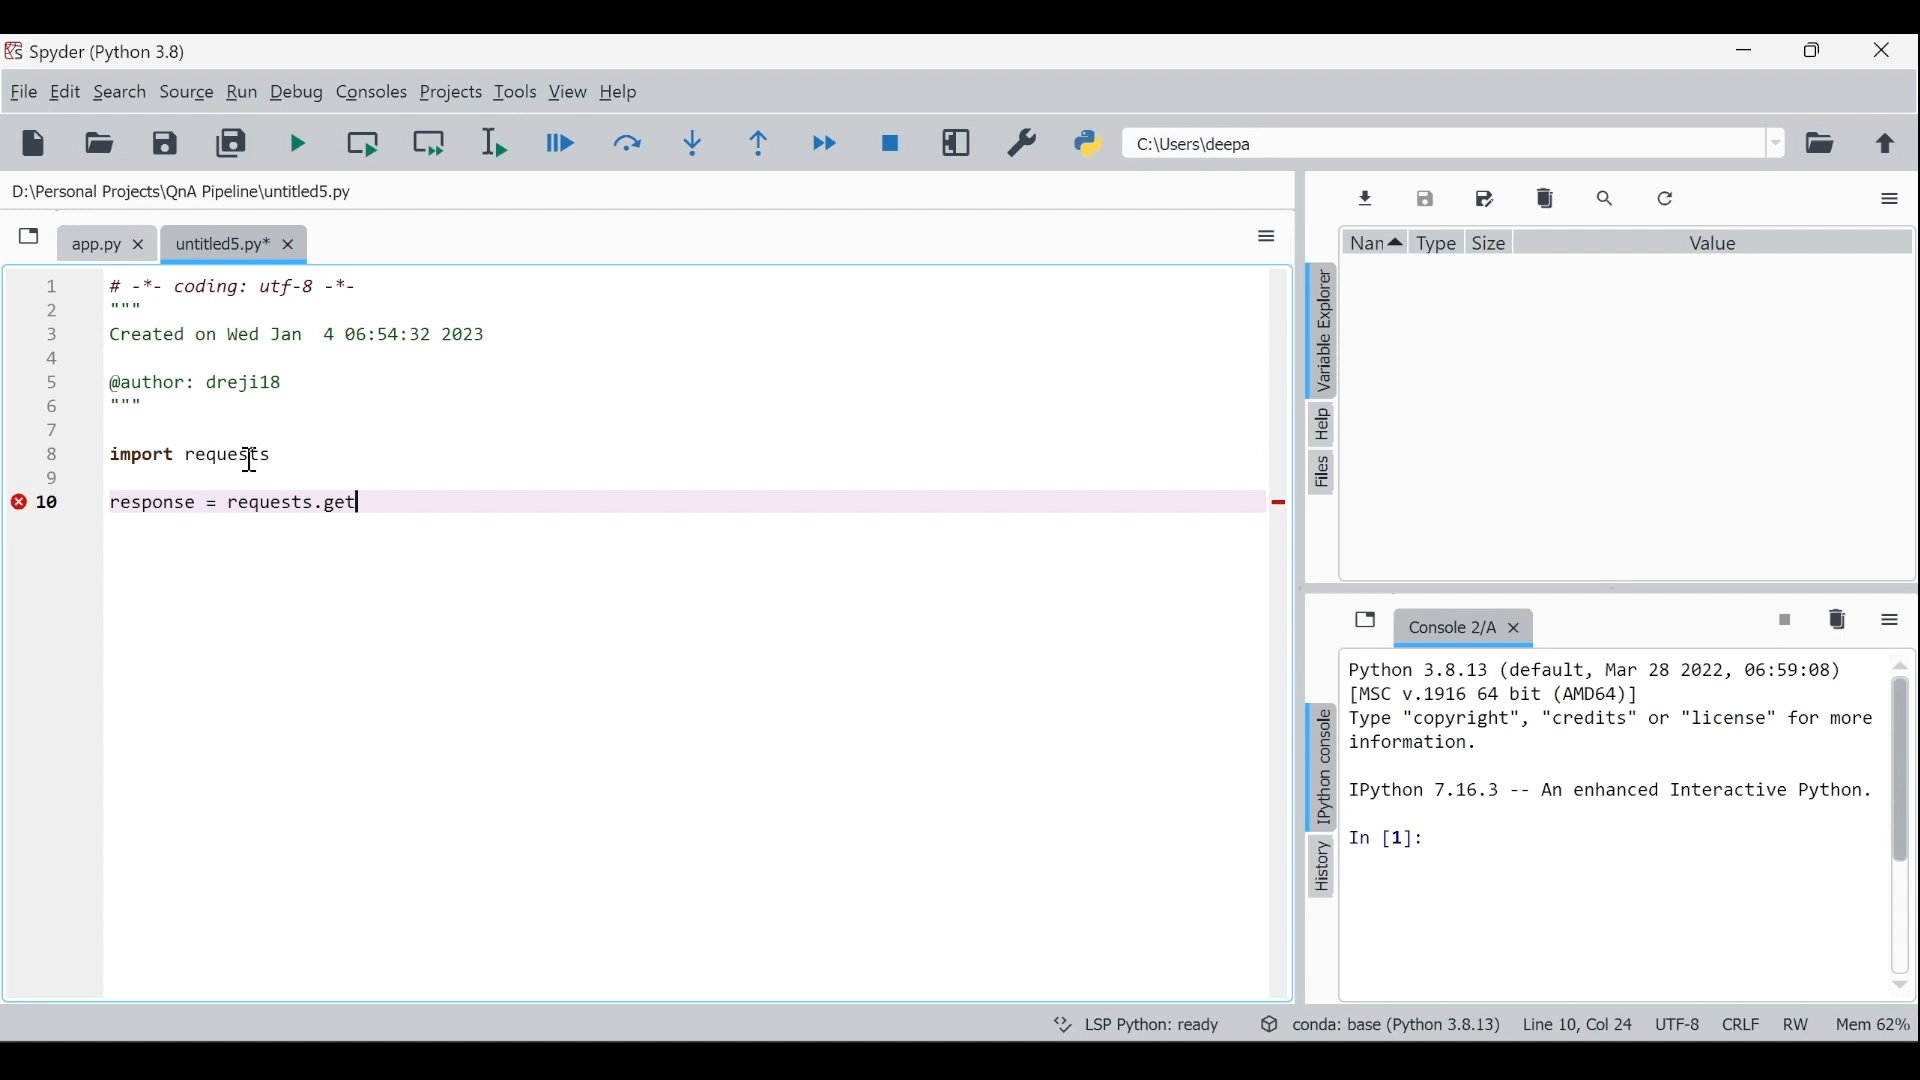 Spyder (Python 3.8)
File Edit Search Source Run Debug Consoles Projects Tools View Help
C:\Users\deepa
D:\Personal Projects\QnA Pipeline\untitled5.py
app.py untitled5.py*
1 # -*- coding: utf-8 -*-
2 """
3 Created on Wed Jan  4 06:54:32 2023
4
5 @author: dreji18
6 """
7
8 import requests
9
10 response = requests.get
Nan Type Size Value
Variable Explorer
Help
Files
Console 2/A
Python 3.8.13 (default, Mar 28 2022, 06:59:08)
[MSC v.1916 64 bit (AMD64)]
Type "copyright", "credits" or "license" for more
information.
IPython 7.16.3 -- An enhanced Interactive Python.
In [1]:
IPython console
History
LSP Python: ready conda: base (Python 3.8.13) Line 10, Col 24 UTF-8 CRLF RW Mem 62%